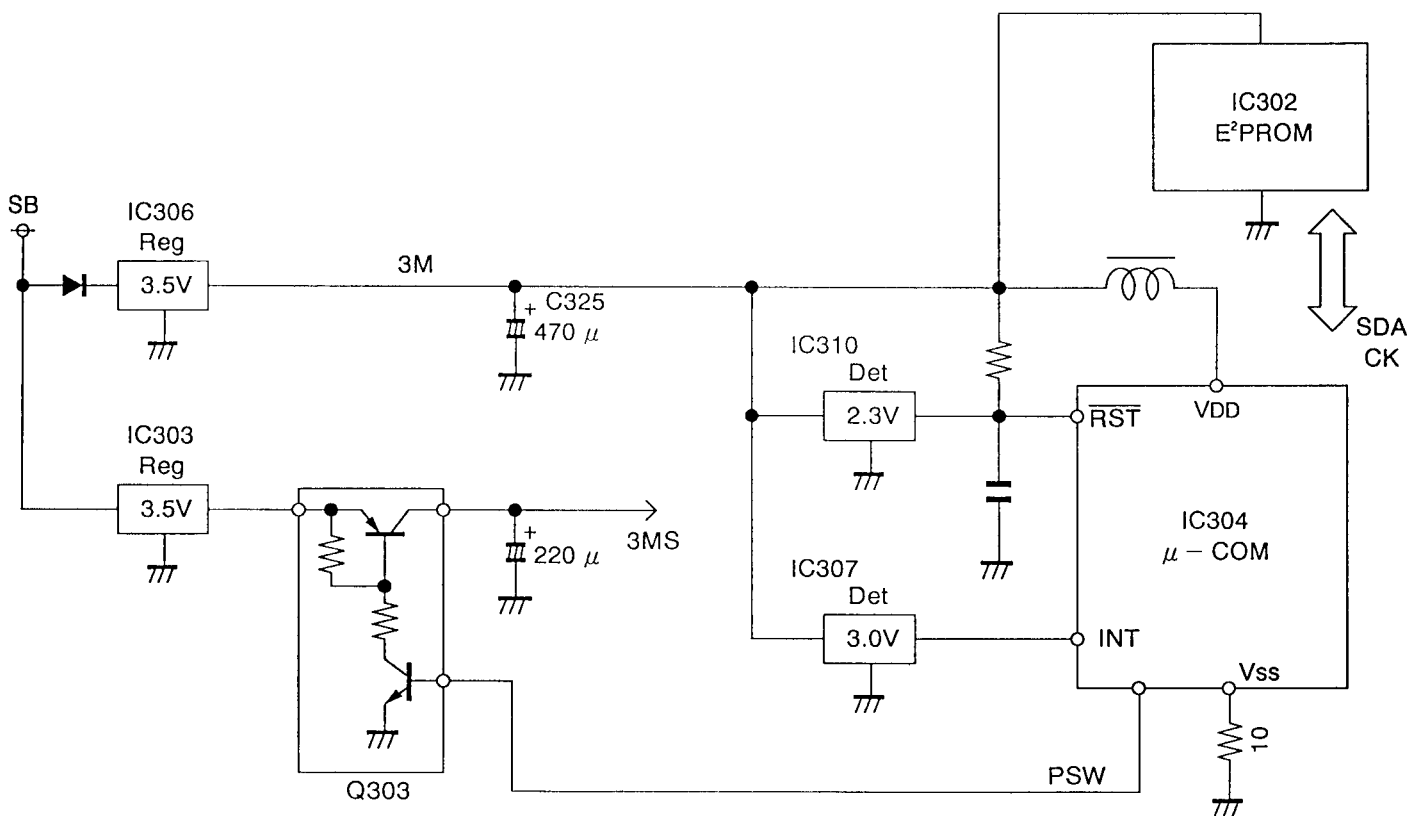 IC302
E²PROM
SB
IC306
Reg
3.5V
3M
C325
+
470 μ
SDA
CK
IC310
Det
2.3V
RST
VDD
IC303
Reg
3.5V
+
220 μ
3MS
IC304
μ – COM
IC307
Det
3.0V
INT
Vss
10
PSW
Q303